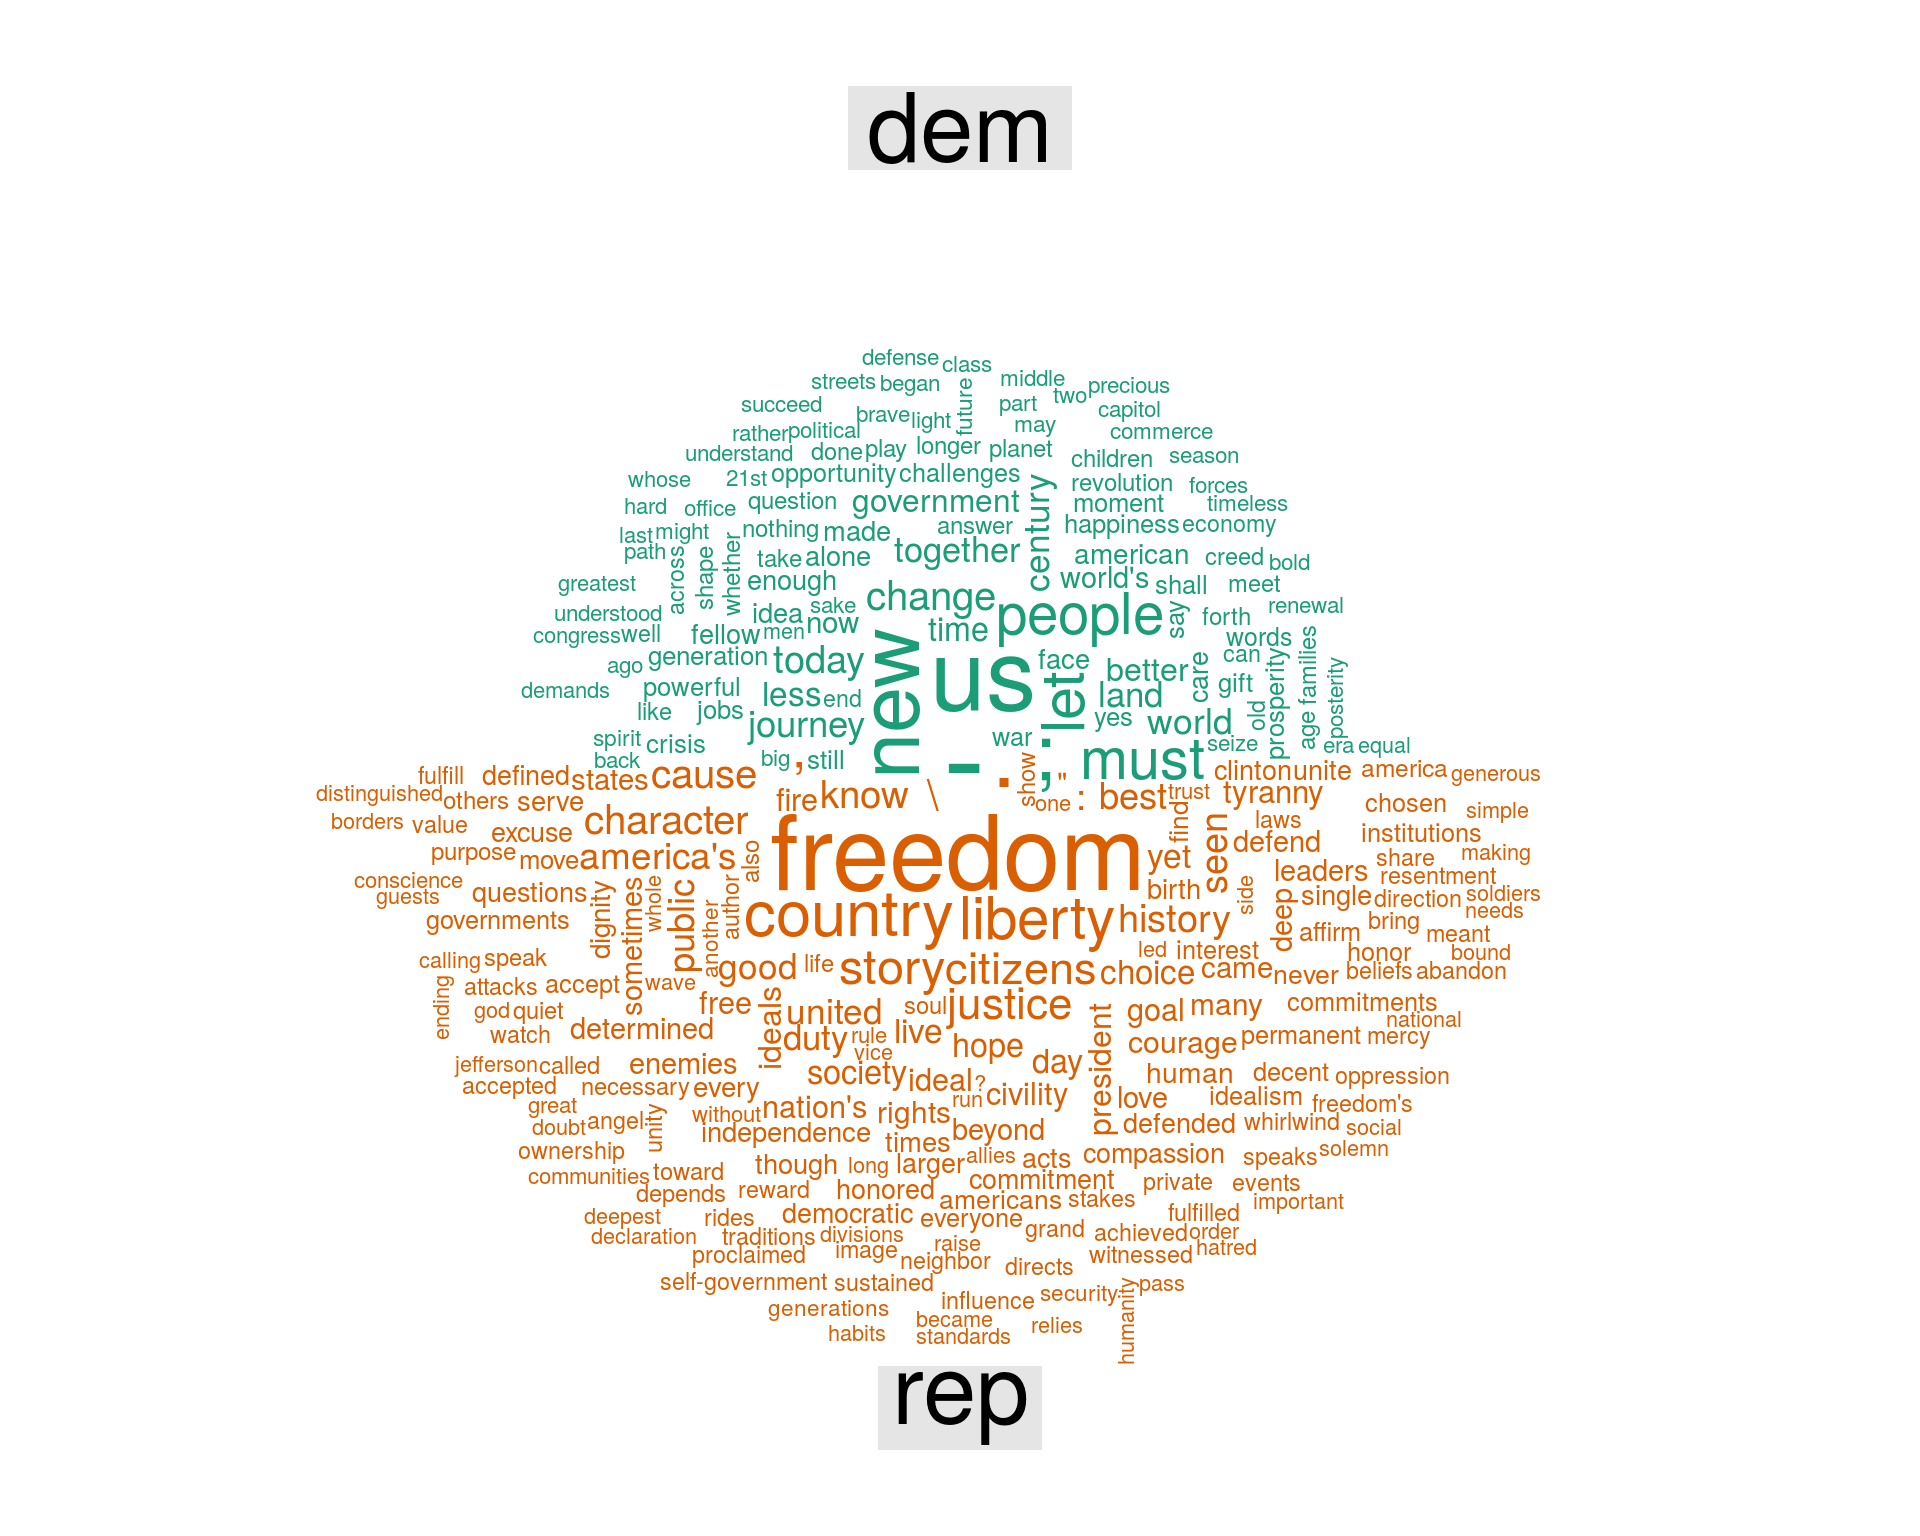 dem
defense class
streets began future middle two precious
succeed brave light part capitol
rather political may commerce
understand done play longer planet children season
whose 21st opportunity challenges century revolution forces
hard office question government moment timeless
last might nothing made answer happiness economy
path across shape whether take alone together american creed bold
greatest enough world's shall meet
understood idea sake change people say forth renewal
congress well fellow men now new time words
ago generation today us face better care can prosperity families
demands powerful less end let land gift age posterity
like jobs journey yes world old
spirit crisis war seize era equal
back big , still - . ; must
fulfill defined states cause show " clinton unite america generous
distinguished others serve fire know \ one : best trust tyranny chosen simple
borders value excuse character freedom find seen laws institutions
purpose move america's also yet defend share making
conscience guests questions dignity sometimes whole public author birth side leaders resentment
deep single direction soldiers
governments another country liberty history affirm bring needs
meant
calling speak good life story citizens led interest honor bound
choice came never beliefs abandon
ending attacks accept wave free ideals united soul justice president goal many commitments
god quiet national
watch determined duty rule live hope courage permanent mercy
jefferson called enemies vice day human decent oppression
accepted necessary every society ideal ? civility love idealism freedom's
great unity without nation's rights run
doubt angel independence times beyond defended whirlwind social
ownership though long larger allies acts compassion speaks solemn
communities toward commitment private events
depends reward honored americans stakes important
deepest rides democratic everyone grand fulfilled
declaration traditions divisions raise achieved order
proclaimed image neighbor directs witnessed hatred
self-government sustained influence security humanity pass
generations became
habits standards relies
rep